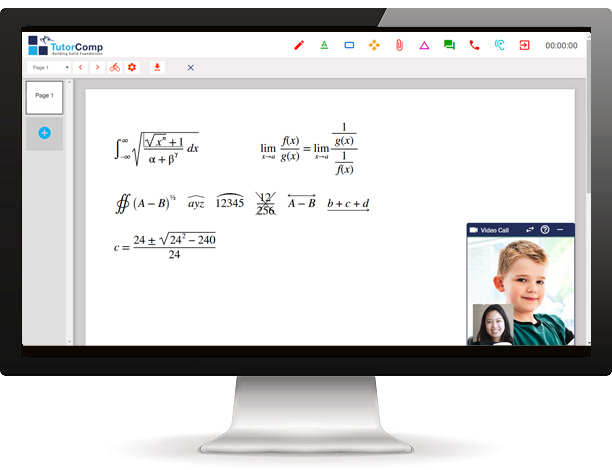 TutorComp
Building Solid Foundations
00:00:00
Page 1
Page 1
∫_{-∞}^{∞} √((√(xⁿ) + 1)/(α + β^γ)) dx
lim_{x→a} f(x)/g(x) = lim_{x→a} (1/g(x))/(1/f(x))
∯ (A – B)^½ ayz 12345 12/256 A – B b + c + d
c = (24 ± √(24² – 240))/24
Video Call